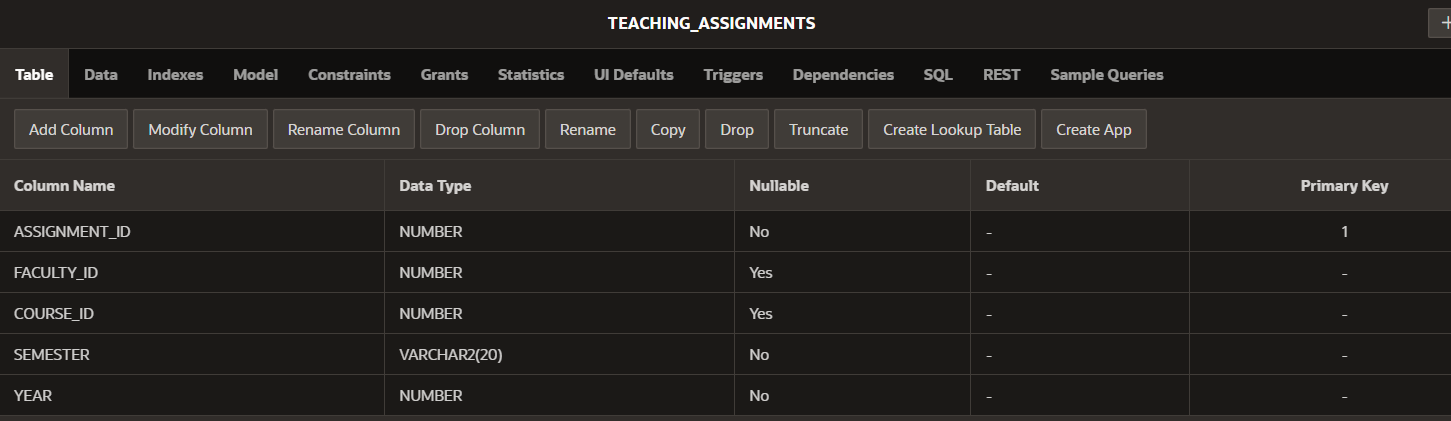 TEACHING_ASSIGNMENTS
+
Table Data Indexes Model Constraints Grants Statistics UI Defaults Triggers Dependencies SQL REST Sample Queries
Add Column Modify Column Rename Column Drop Column Rename Copy Drop Truncate Create Lookup Table Create App
Column Name Data Type Nullable Default Primary Key
ASSIGNMENT_ID NUMBER No - 1
FACULTY_ID NUMBER Yes - -
COURSE_ID NUMBER Yes - -
SEMESTER VARCHAR2(20) No - -
YEAR NUMBER No - -